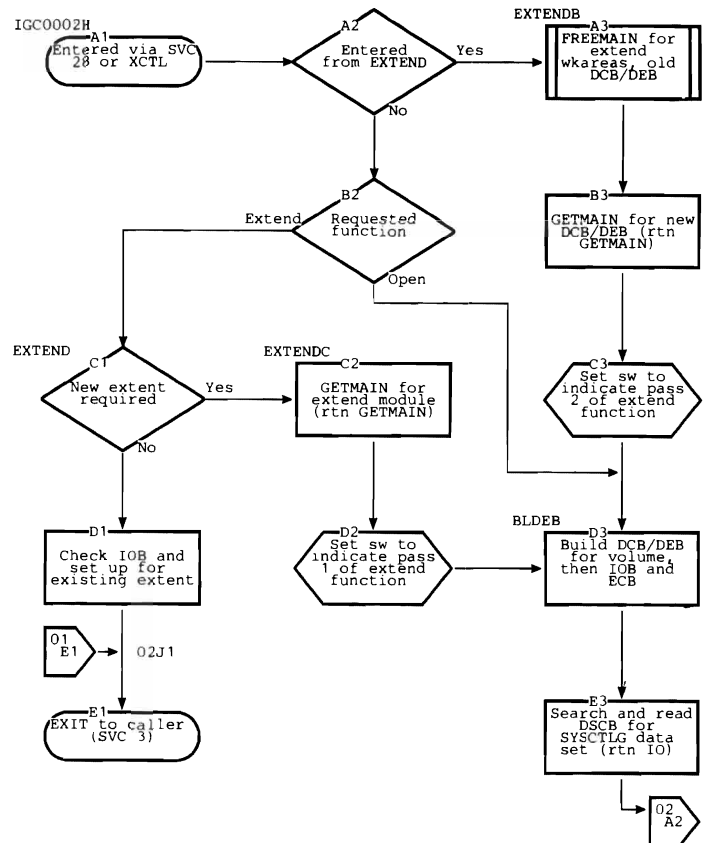 IGC0002H
A1
Entered via SVC
28 or XCTL
A2
Entered
from EXTEND
Yes
No
EXTENDB
A3
FREEMAIN for
extend
wkareas, old
DCB/DEB
B2
Requested
function
Extend
Open
B3
GETMAIN for new
DCB/DEB (rtn
GETMAIN)
EXTEND
C1
New extent
required
Yes
No
EXTENDC
C2
GETMAIN for
extend module
(rtn GETMAIN)
C3
Set sw to
indicate pass
2 of extend
function
D1
Check IOB and
set up for
existing extent
D2
Set sw to
indicate pass
1 of extend
function
BLDEB
D3
Build DCB/DEB
for volume,
then IOB and
ECB
01
E1
02J1
E1
EXIT to caller
(SVC 3)
E3
Search and read
DSCB for
SYSCTLG data
set (rtn IO)
02
A2